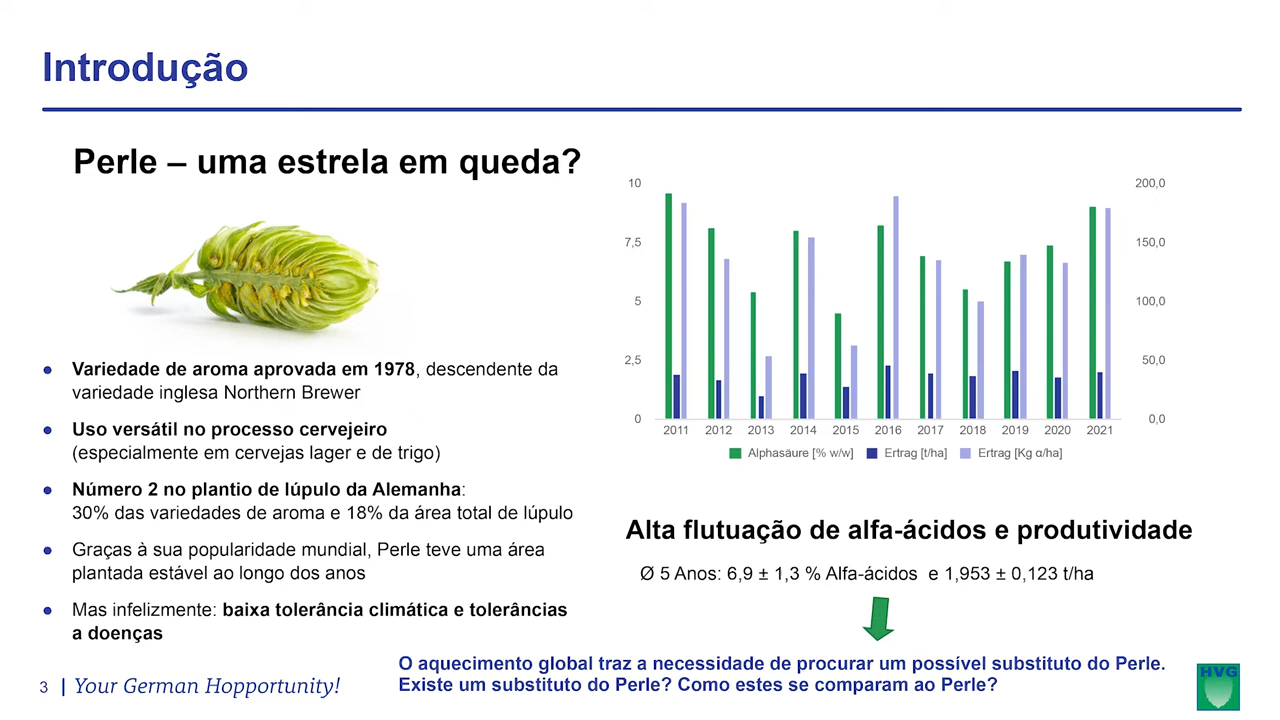 Introdução
Perle – uma estrela em queda?
● Variedade de aroma aprovada em 1978, descendente da
variedade inglesa Northern Brewer
● Uso versátil no processo cervejeiro
(especialmente em cervejas lager e de trigo)
● Número 2 no plantio de lúpulo da Alemanha:
30% das variedades de aroma e 18% da área total de lúpulo
● Graças à sua popularidade mundial, Perle teve uma área
plantada estável ao longo dos anos
● Mas infelizmente: baixa tolerância climática e tolerâncias
a doenças
10 200,0
7,5 150,0
5 100,0
2,5 50,0
0 0,0
2011 2012 2013 2014 2015 2016 2017 2018 2019 2020 2021
Alphasäure [% w/w] Ertrag [t/ha] Ertrag [Kg α/ha]
Alta flutuação de alfa-ácidos e produtividade
Ø 5 Anos: 6,9 ± 1,3 % Alfa-ácidos e 1,953 ± 0,123 t/ha
O aquecimento global traz a necessidade de procurar um possível substituto do Perle.
Existe um substituto do Perle? Como estes se comparam ao Perle?
3 | Your German Hopportunity!
HVG